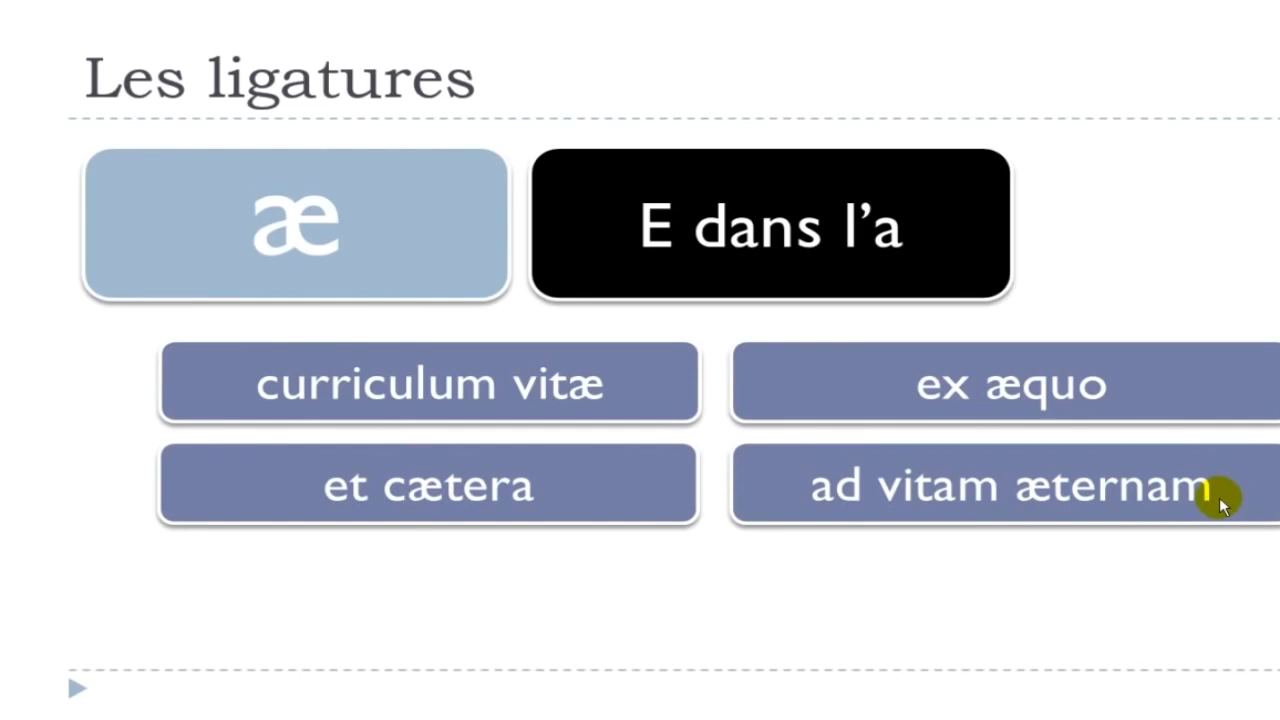 Les ligatures
æ
E dans l’a
curriculum vitæ
ex æquo
et cætera
ad vitam æternam